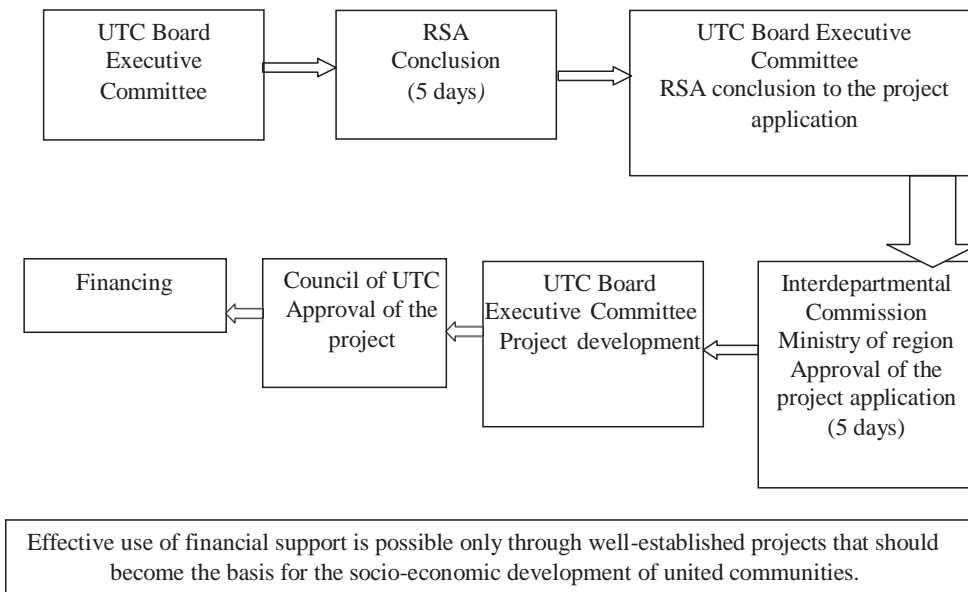 UTC Board
Executive
Committee
RSA
Conclusion
(5 days)
UTC Board Executive
Committee
RSA conclusion to the project
application
Financing
Council of UTC
Approval of the
project
UTC Board
Executive Committee
Project development
Interdepartmental
Commission
Ministry of region
Approval of the
project application
(5 days)
Effective use of financial support is possible only through well-established projects that should
become the basis for the socio-economic development of united communities.